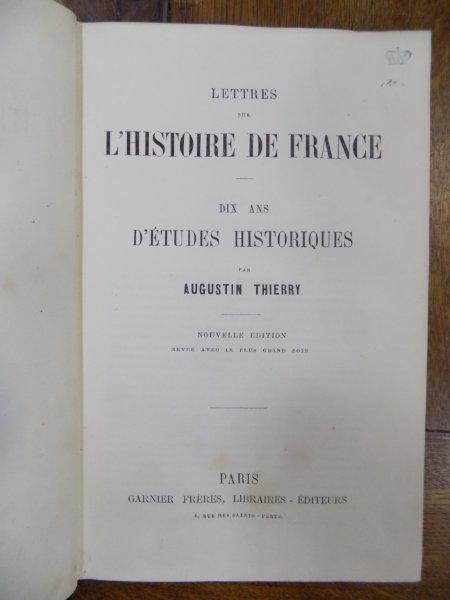 LETTRES
SUR
L'HISTOIRE DE FRANCE
DIX ANS
D'ÉTUDES HISTORIQUES
PAR
AUGUSTIN THIERRY
NOUVELLE ÉDITION
REVUE AVEC LE PLUS GRAND SOIN
PARIS
GARNIER FRÈRES, LIBRAIRES-ÉDITEURS
6, RUE DES SAINTS-PÈRES.